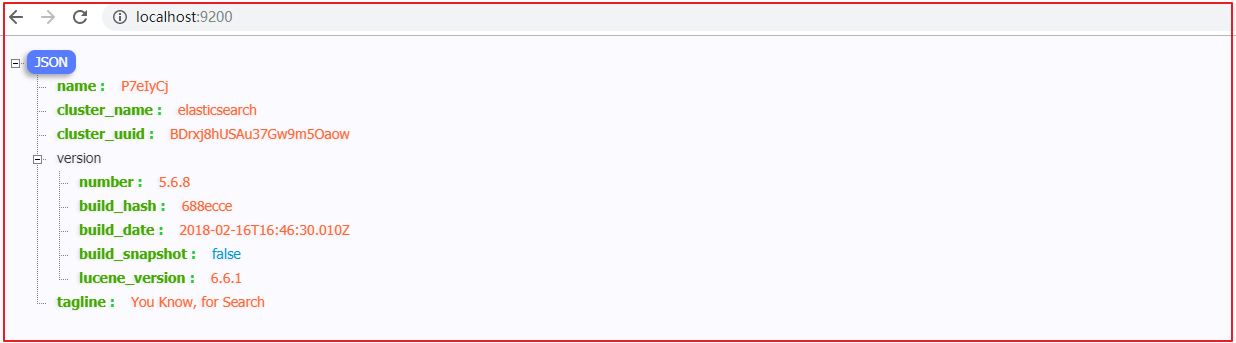 localhost:9200
JSON
name : P7eIyCj
cluster_name : elasticsearch
cluster_uuid : BDrxj8hUSAu37Gw9m5Oaow
version
number : 5.6.8
build_hash : 688ecce
build_date : 2018-02-16T16:46:30.010Z
build_snapshot : false
lucene_version : 6.6.1
tagline : You Know, for Search